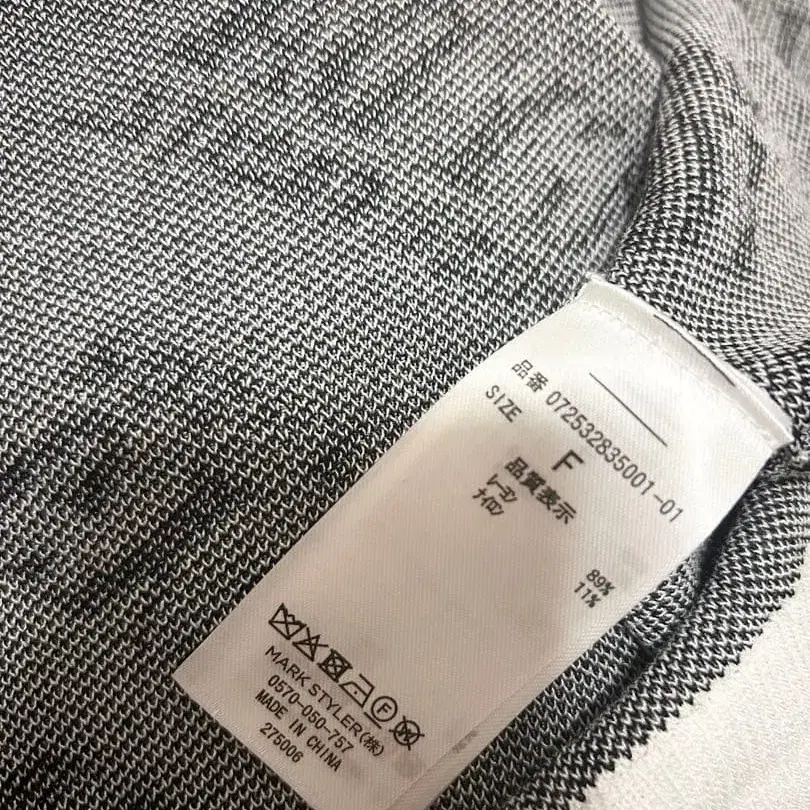 品番 072532835001-01
SIZE F
品質表示
レーヨン 89%
ナイロン 11%
MARK STYLER(株)
0570-050-757
MADE IN CHINA
275006